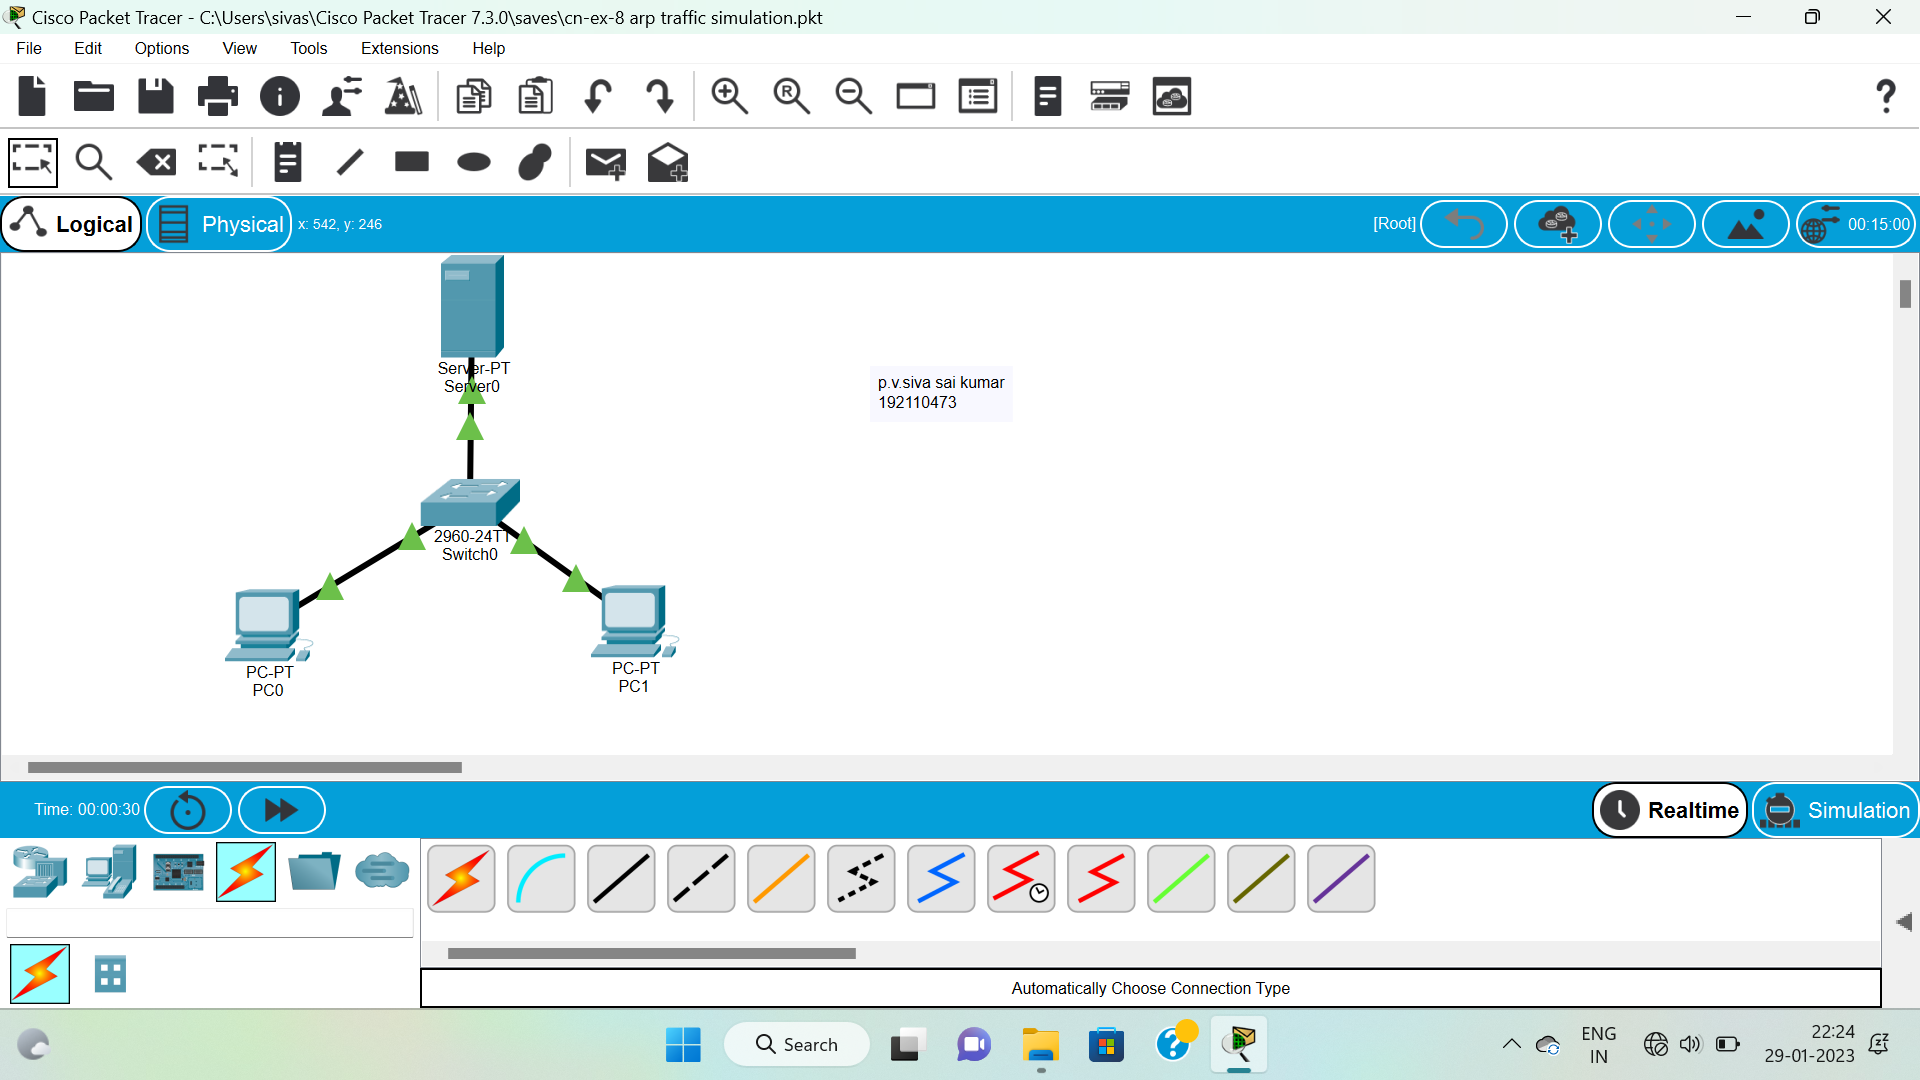 Cisco Packet Tracer - C:\Users\sivas\Cisco Packet Tracer 7.3.0\saves\cn-ex-8 arp traffic simulation.pkt
File Edit Options View Tools Extensions Help
Logical
Physical
x: 542, y: 246
[Root]
00:15:00
Server-PT
Server0
p.v.siva sai kumar
192110473
2960-24TT
Switch0
PC-PT
PC0
PC-PT
PC1
Time: 00:00:30
Realtime
Simulation
Automatically Choose Connection Type
Search
ENG
IN
22:24
29-01-2023